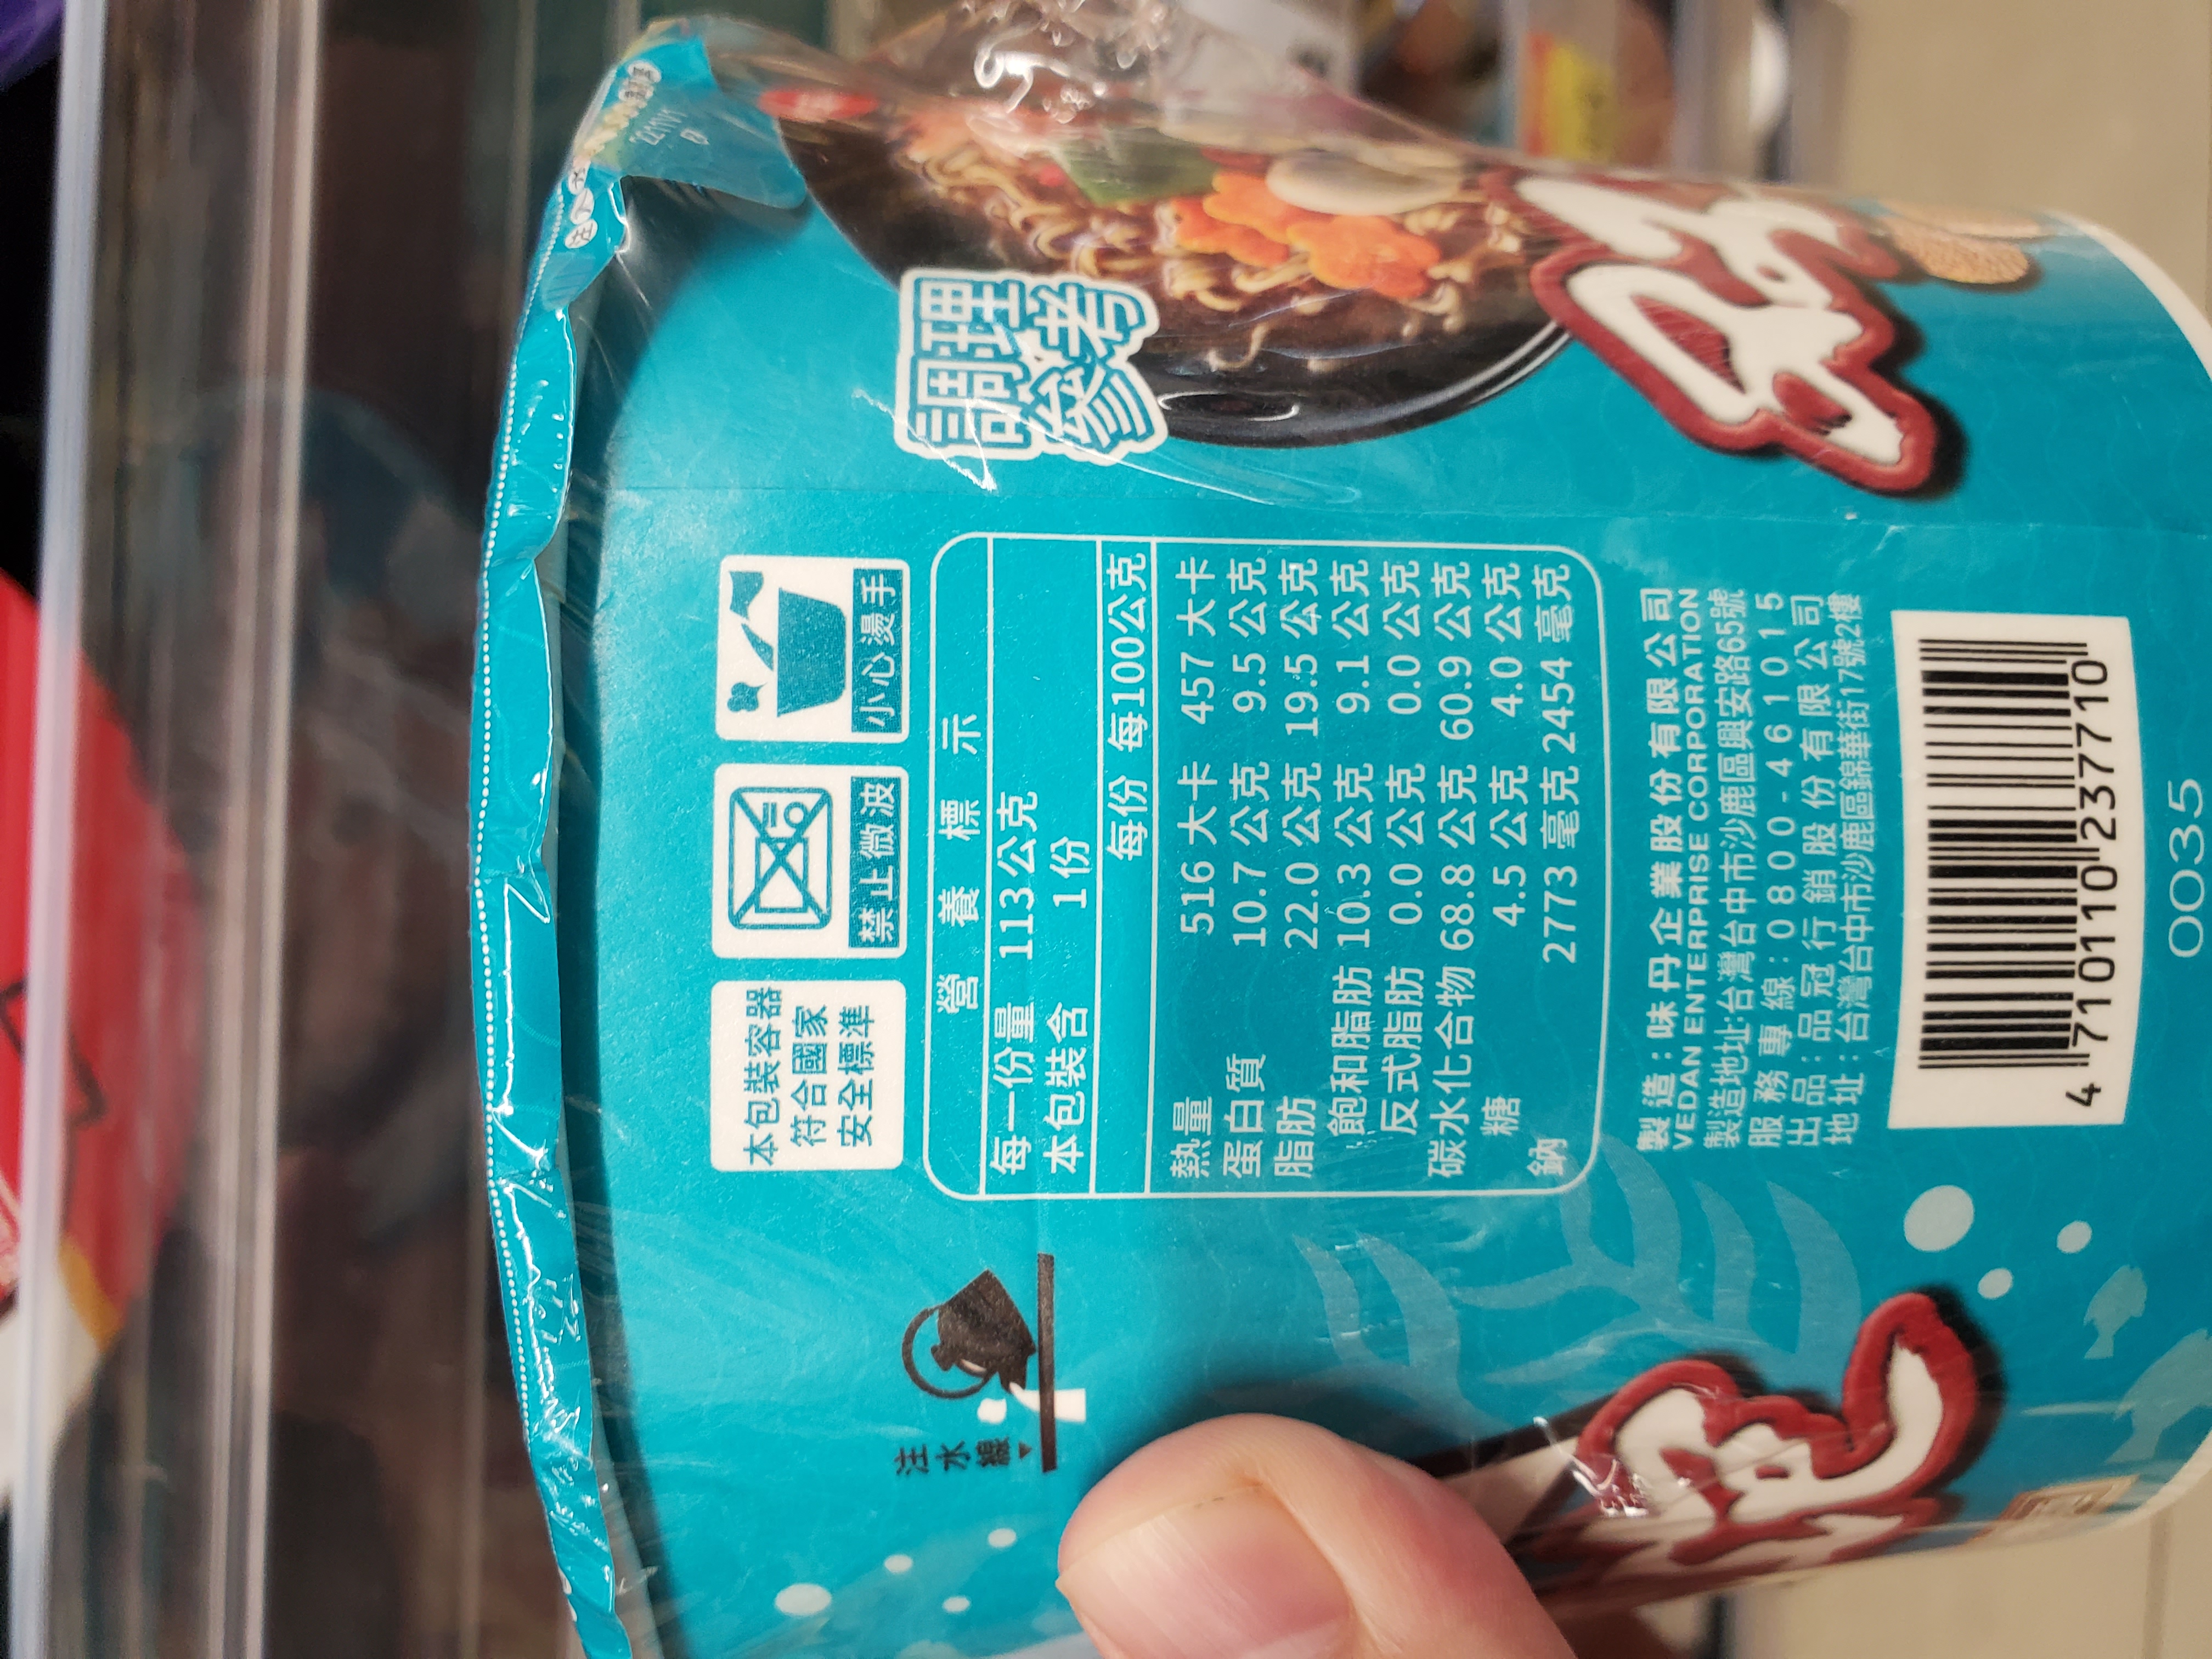 本包裝容器
符合國家
安全標準
禁止微波
小心燙手
注水線
調理
參考
營養標示
每一份量 113公克
本包裝含 1份
每份 每100公克
熱量 516 大卡 457 大卡
蛋白質 10.7 公克 9.5 公克
脂肪 22.0 公克 19.5 公克
飽和脂肪 10.3 公克 9.1 公克
反式脂肪 0.0 公克 0.0 公克
碳水化合物 68.8 公克 60.9 公克
糖 4.5 公克 4.0 公克
鈉 2773 毫克 2454 毫克
製造:味丹企業股份有限公司
VEDAN ENTERPRISE CORPORATION
製造地址:台灣台中市沙鹿區興安路65號
服務專線:0800-461015
出品:品冠行銷股份有限公司
地址:台灣台中市沙鹿區錦華街17號2樓
4 710110 237710
0035